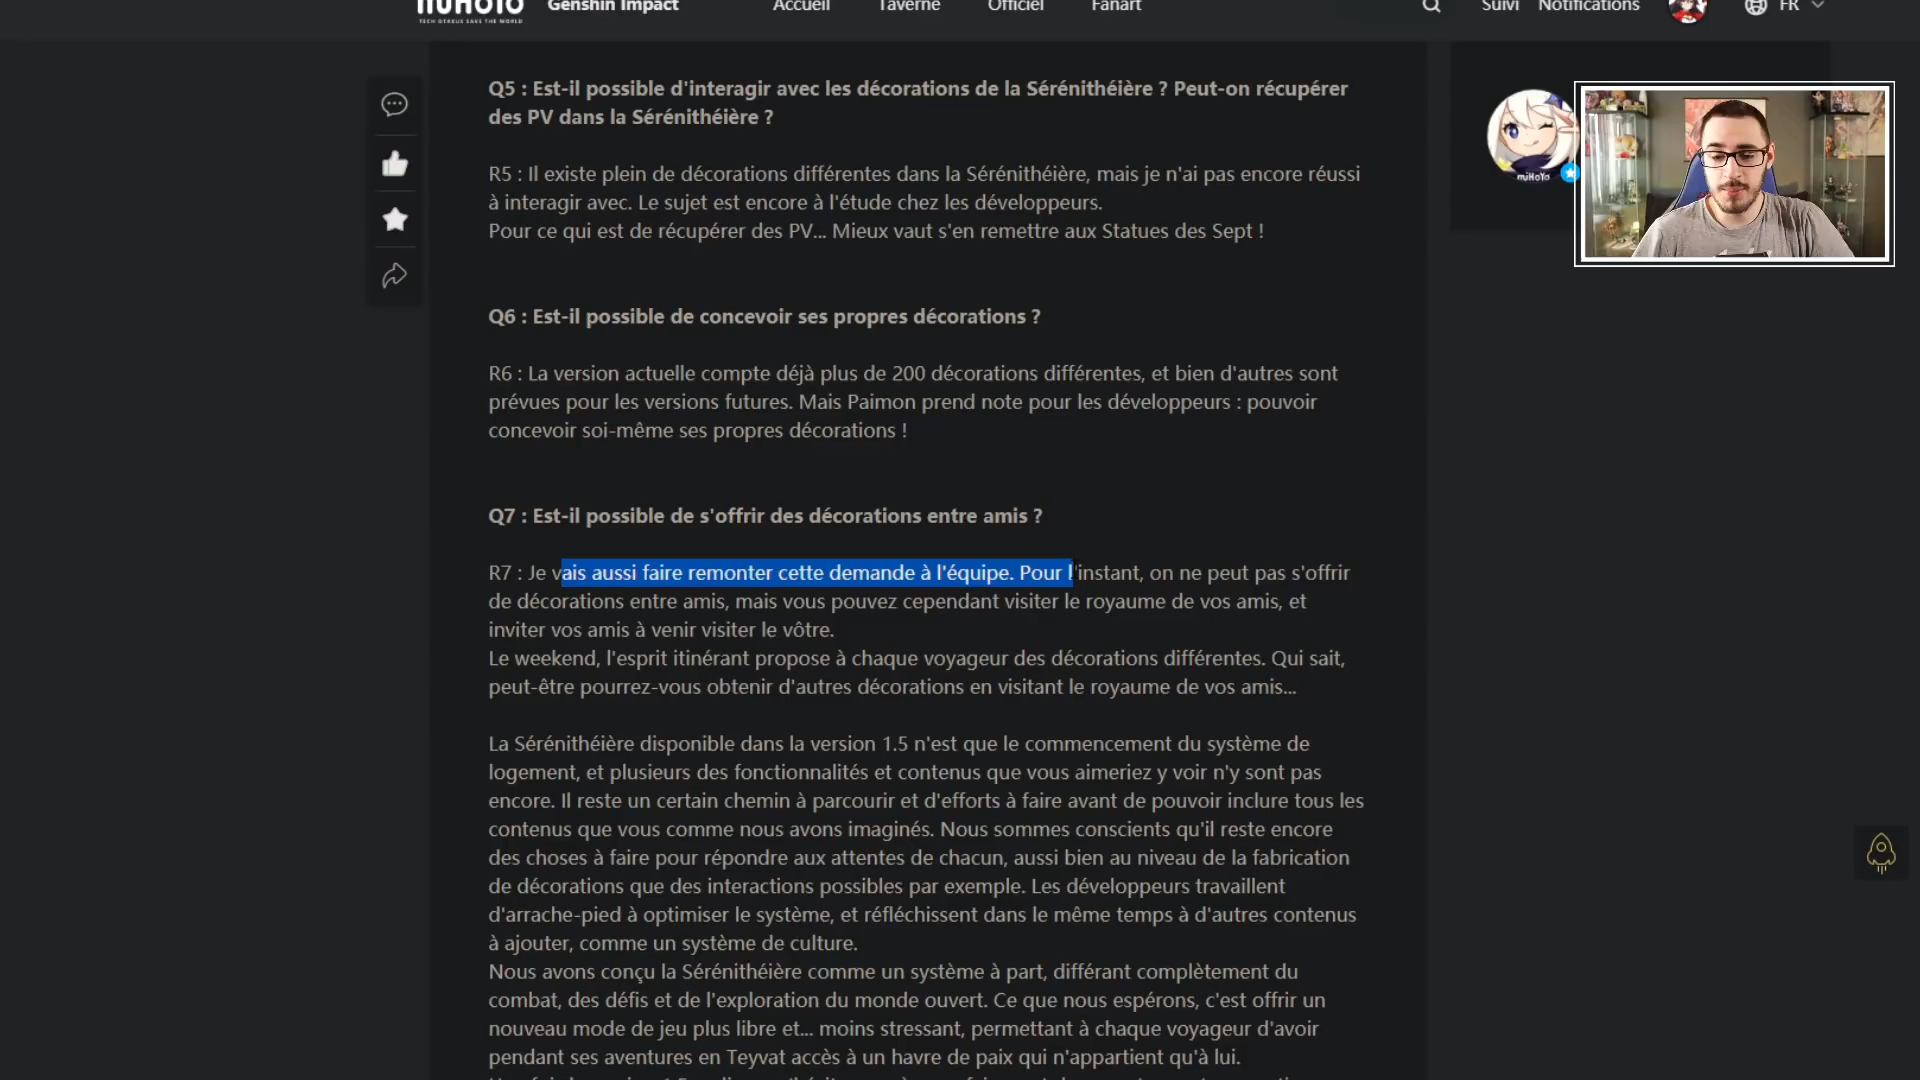 miHoYo
TECH OTAKUS SAVE THE WORLD
Genshin Impact
Accueil
Taverne
Officiel
Fanart
Suivi
Notifications
FR
Q5 : Est-il possible d'interagir avec les décorations de la Sérénithéière ? Peut-on récupérer
des PV dans la Sérénithéière ?
R5 : Il existe plein de décorations différentes dans la Sérénithéière, mais je n'ai pas encore réussi
à interagir avec. Le sujet est encore à l'étude chez les développeurs.
Pour ce qui est de récupérer des PV... Mieux vaut s'en remettre aux Statues des Sept !
Q6 : Est-il possible de concevoir ses propres décorations ?
R6 : La version actuelle compte déjà plus de 200 décorations différentes, et bien d'autres sont
prévues pour les versions futures. Mais Paimon prend note pour les développeurs : pouvoir
concevoir soi-même ses propres décorations !
Q7 : Est-il possible de s'offrir des décorations entre amis ?
R7 : Je vais aussi faire remonter cette demande à l'équipe. Pour l'instant, on ne peut pas s'offrir
de décorations entre amis, mais vous pouvez cependant visiter le royaume de vos amis, et
inviter vos amis à venir visiter le vôtre.
Le weekend, l'esprit itinérant propose à chaque voyageur des décorations différentes. Qui sait,
peut-être pourrez-vous obtenir d'autres décorations en visitant le royaume de vos amis...
La Sérénithéière disponible dans la version 1.5 n'est que le commencement du système de
logement, et plusieurs des fonctionnalités et contenus que vous aimeriez y voir n'y sont pas
encore. Il reste un certain chemin à parcourir et d'efforts à faire avant de pouvoir inclure tous les
contenus que vous comme nous avons imaginés. Nous sommes conscients qu'il reste encore
des choses à faire pour répondre aux attentes de chacun, aussi bien au niveau de la fabrication
de décorations que des interactions possibles par exemple. Les développeurs travaillent
d'arrache-pied à optimiser le système, et réfléchissent dans le même temps à d'autres contenus
à ajouter, comme un système de culture.
Nous avons conçu la Sérénithéière comme un système à part, différant complètement du
combat, des défis et de l'exploration du monde ouvert. Ce que nous espérons, c'est offrir un
nouveau mode de jeu plus libre et... moins stressant, permettant à chaque voyageur d'avoir
pendant ses aventures en Teyvat accès à un havre de paix qui n'appartient qu'à lui.
miHoYo